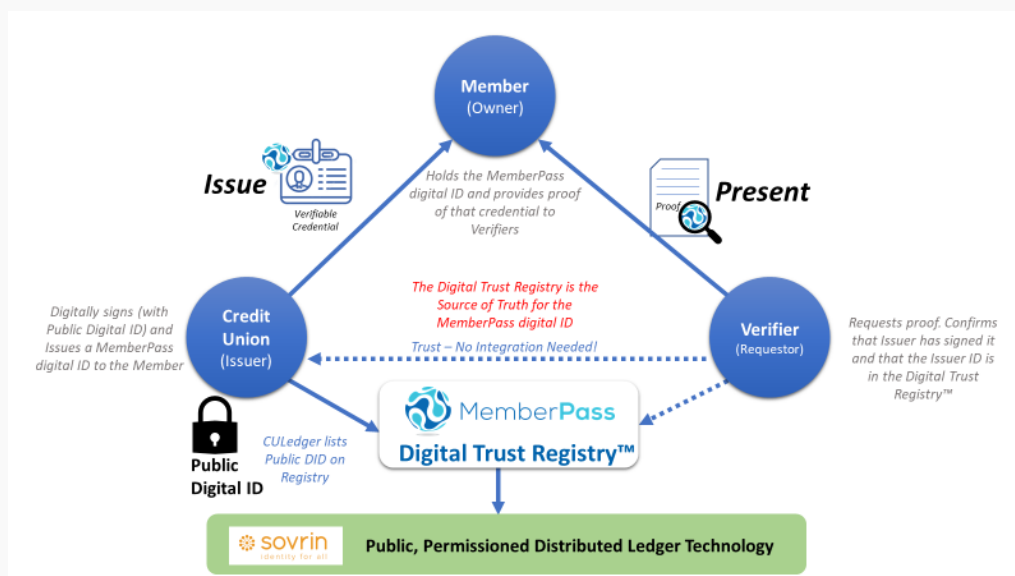 Member
(Owner)
Issue
Verifiable
Credential
Holds the MemberPass
digital ID and provides proof
of that credential to
Verifiers
Proof
Present
Digitally signs (with
Public Digital ID) and
Issues a MemberPass
digital ID to the Member
Credit
Union
(Issuer)
The Digital Trust Registry is the
Source of Truth for the
MemberPass digital ID
Trust – No Integration Needed!
Verifier
(Requestor)
Requests proof. Confirms
that Issuer has signed it
and that the Issuer ID is
in the Digital Trust
Registry™
Public
Digital ID
CULedger lists
Public DID on
Registry
MemberPass
Digital Trust Registry™
sovrin
identity for all
Public, Permissioned Distributed Ledger Technology